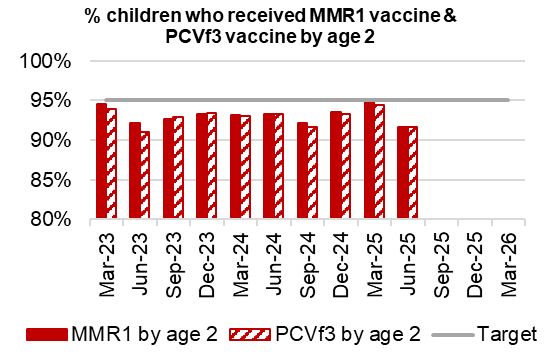 % children who received MMR1 vaccine &
PCVf3 vaccine by age 2
100%
95%
90%
85%
80%
Mar-23
Jun-23
Sep-23
Dec-23
Mar-24
Jun-24
Sep-24
Dec-24
Mar-25
Jun-25
Sep-25
Dec-25
Mar-26
MMR1 by age 2 PCVf3 by age 2 Target